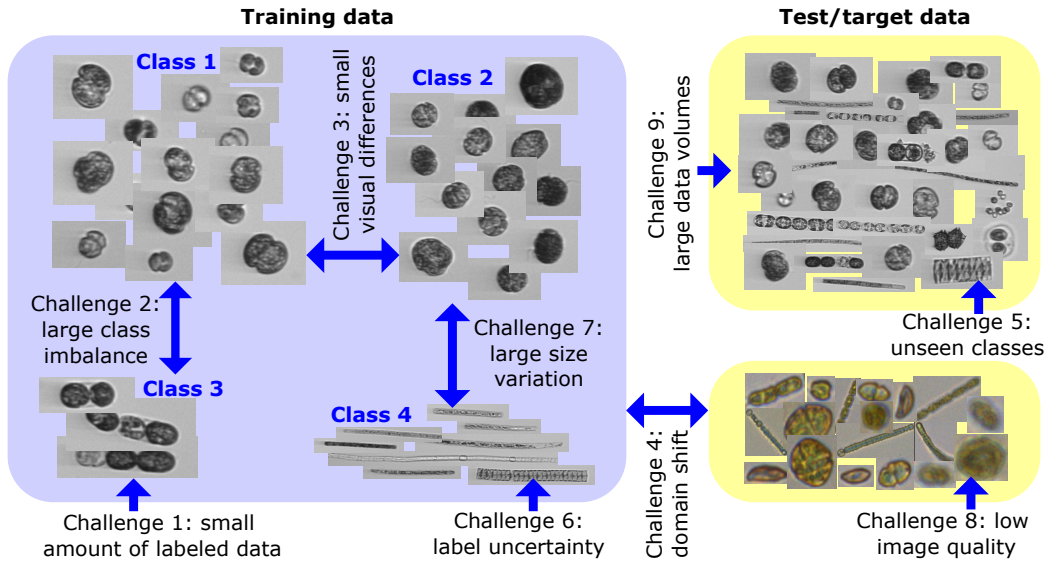 Training data
Test/target data
Class 1
Class 2
Challenge 3: small
visual differences
Challenge 9:
large data volumes
Challenge 2:
large class
imbalance
Challenge 7:
large size
variation
Challenge 5:
unseen classes
Class 3
Class 4
Challenge 4:
domain shift
Challenge 1: small
amount of labeled data
Challenge 6:
label uncertainty
Challenge 8: low
image quality